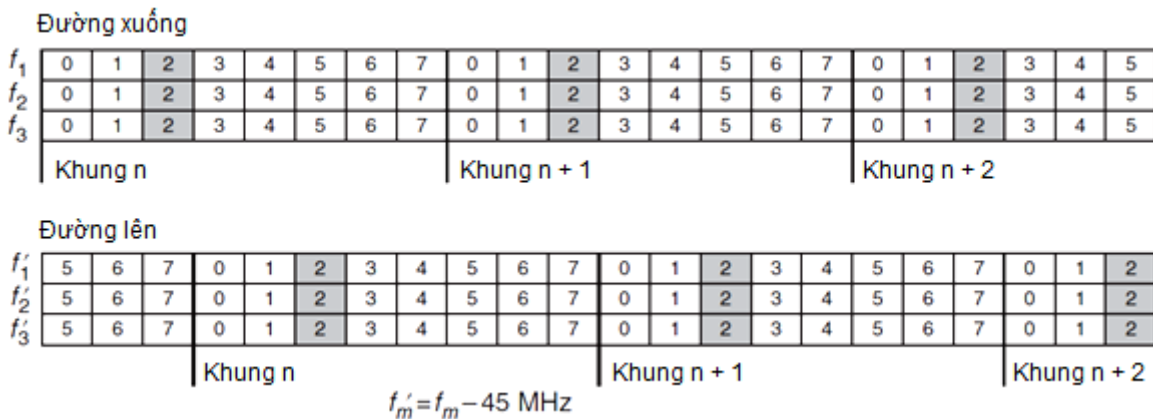 Đường xuống
f₁ 0 1 2 3 4 5 6 7 0 1 2 3 4 5 6 7 0 1 2 3 4 5
f₂ 0 1 2 3 4 5 6 7 0 1 2 3 4 5 6 7 0 1 2 3 4 5
f₃ 0 1 2 3 4 5 6 7 0 1 2 3 4 5 6 7 0 1 2 3 4 5
Khung n Khung n + 1 Khung n + 2
Đường lên
f₁′ 5 6 7 0 1 2 3 4 5 6 7 0 1 2 3 4 5 6 7 0 1 2
f₂′ 5 6 7 0 1 2 3 4 5 6 7 0 1 2 3 4 5 6 7 0 1 2
f₃′ 5 6 7 0 1 2 3 4 5 6 7 0 1 2 3 4 5 6 7 0 1 2
Khung n Khung n + 1 Khung n + 2
fₘ′=fₘ–45 MHz